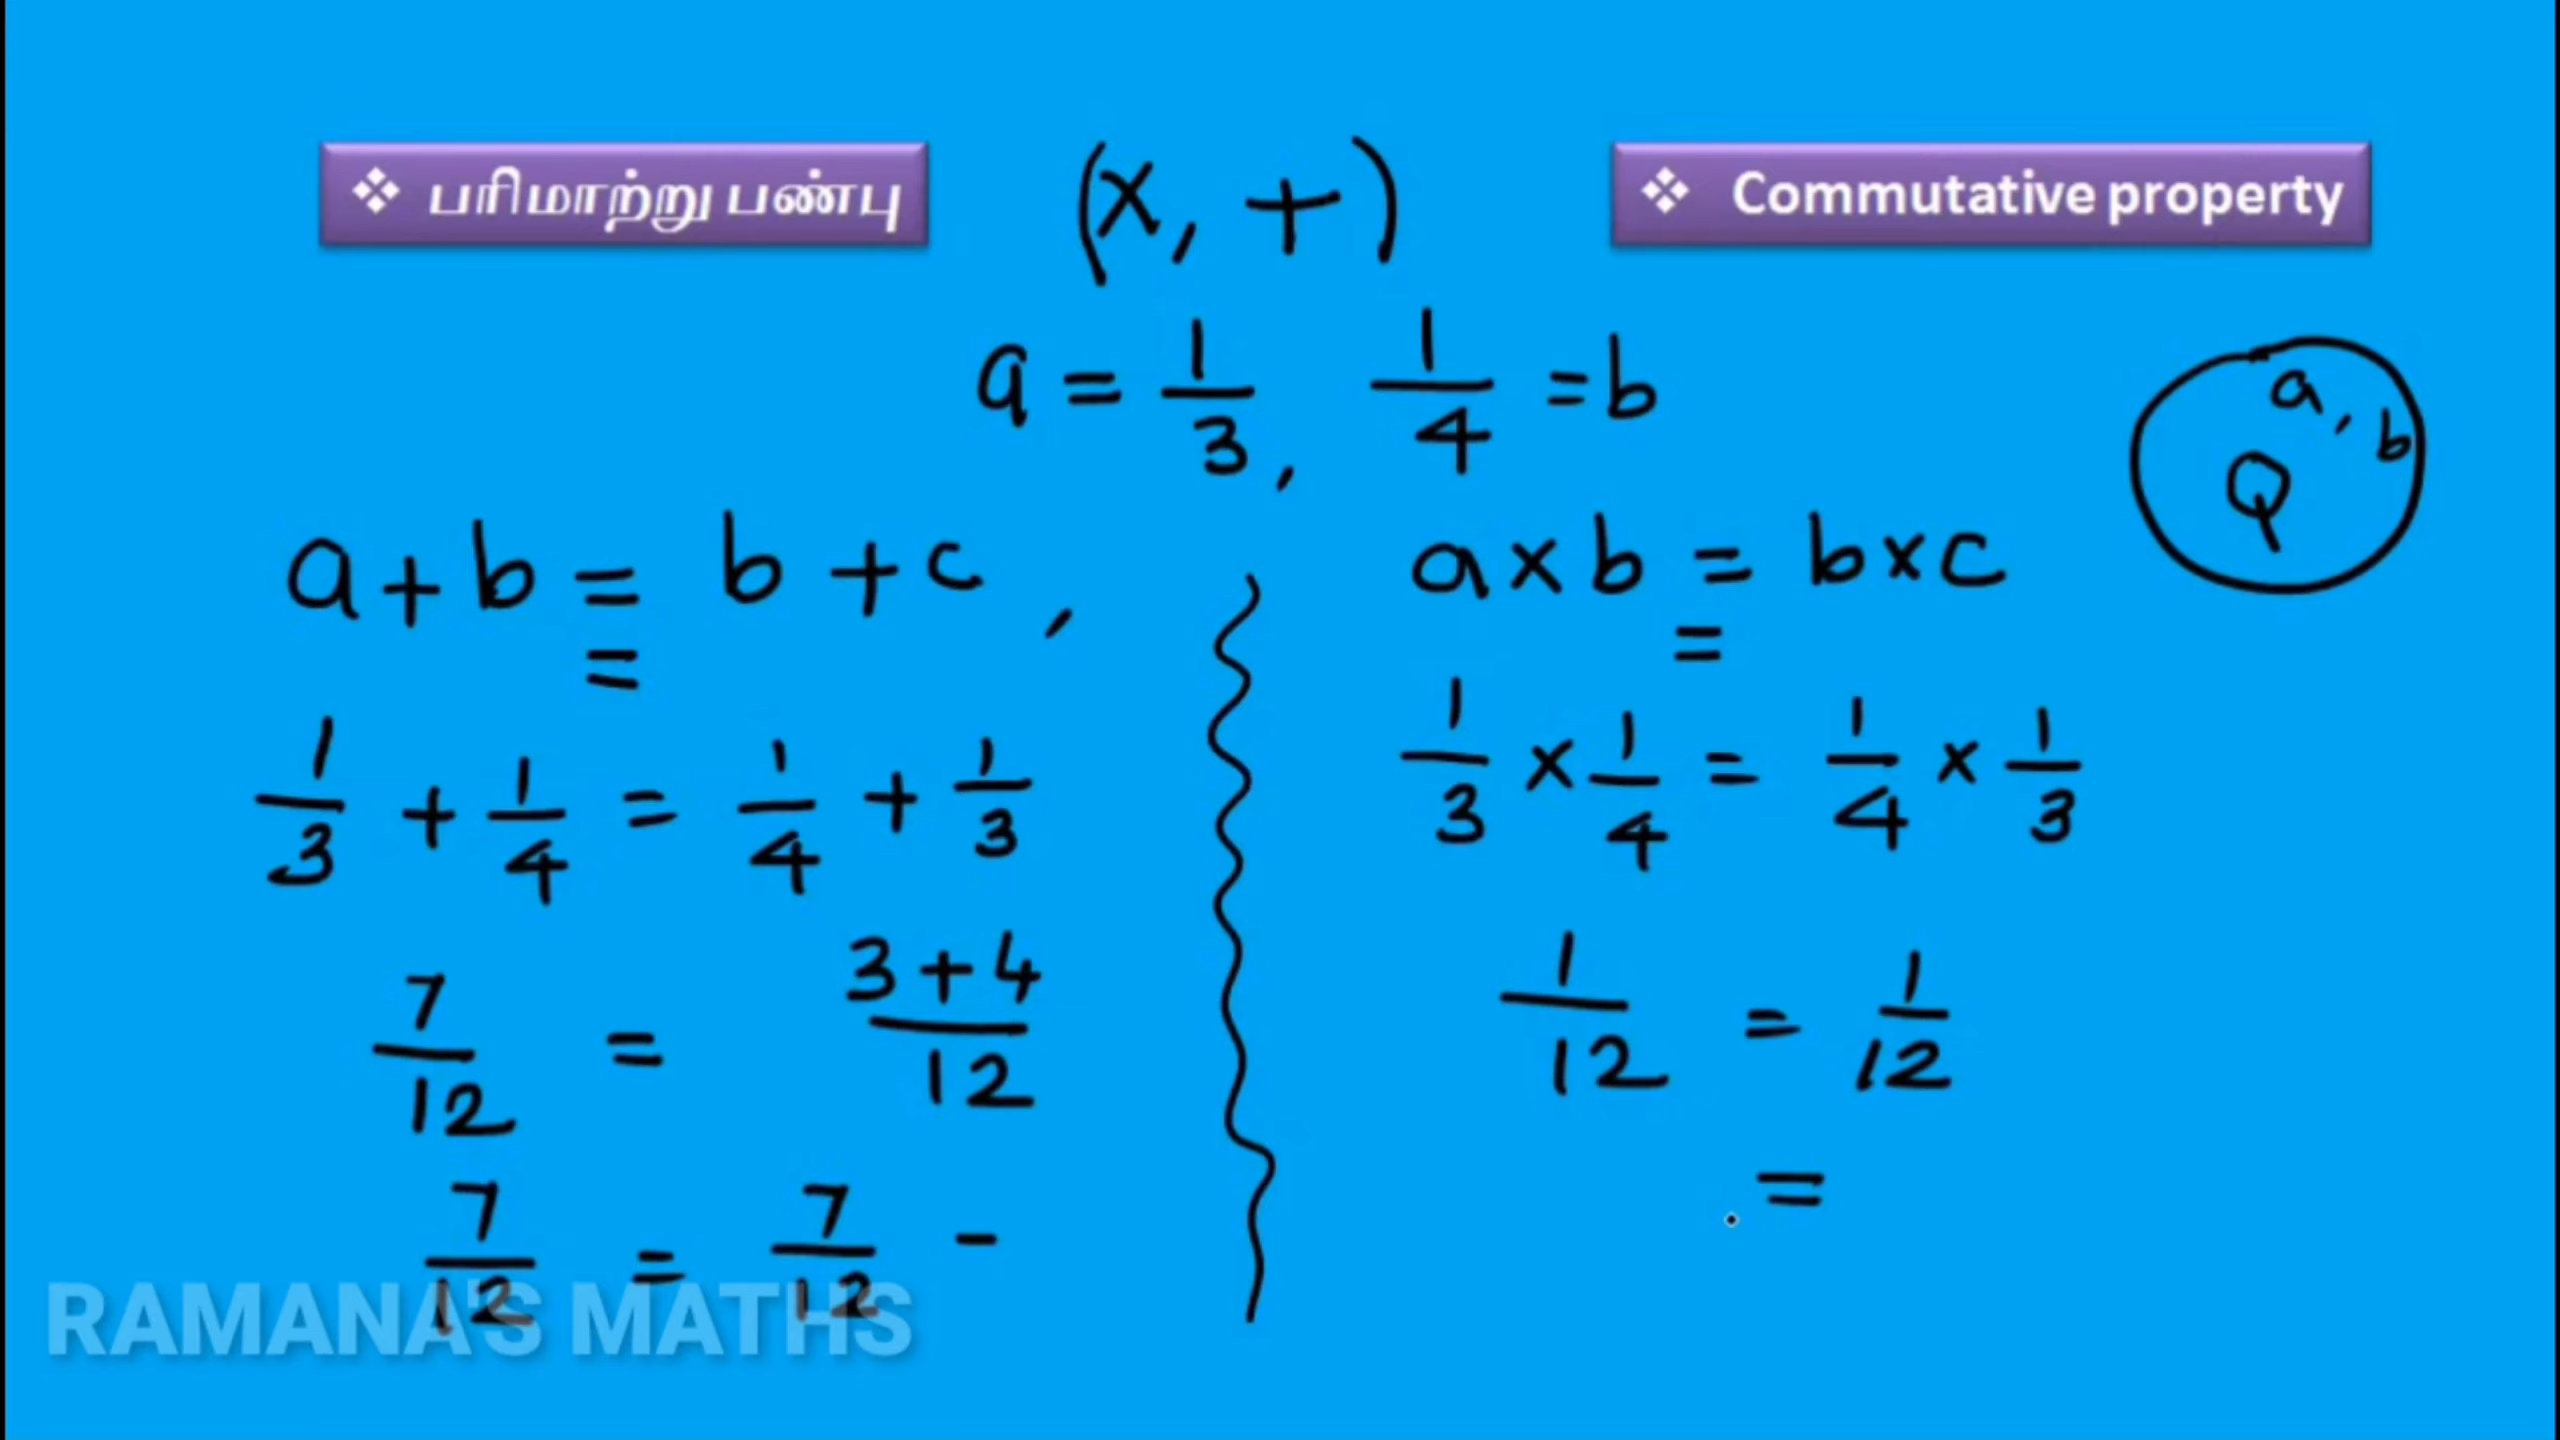 ❖ பரிமாற்று பண்பு (x, +) ❖ Commutative property
a = 1/3, 1/4 = b
a, b
Q
a + b = b + c, a × b = b × c
= =
1/3 + 1/4 = 1/4 + 1/3 1/3 × 1/4 = 1/4 × 1/3
7/12 = 3+4/12 1/12 = 1/12
7/12 = 7/12 - =
RAMANA'S MATHS